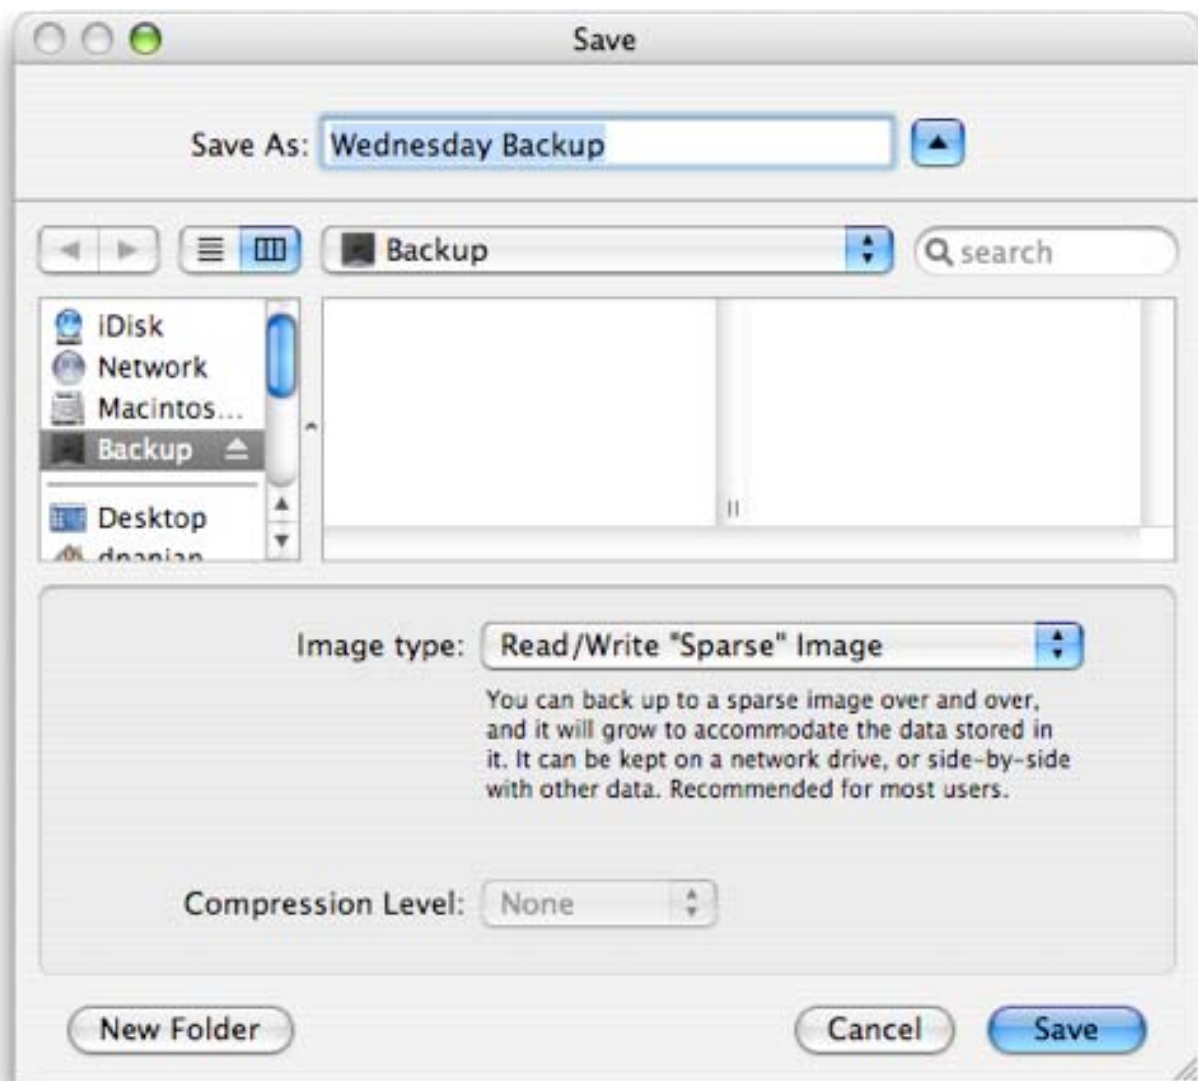 Save
Save As: Wednesday Backup
Backup
search
iDisk
Network
Macintos...
Backup
Desktop
dnanian
Image type: Read/Write "Sparse" Image
You can back up to a sparse image over and over,
and it will grow to accommodate the data stored in
it. It can be kept on a network drive, or side-by-side
with other data. Recommended for most users.
Compression Level: None
New Folder
Cancel
Save